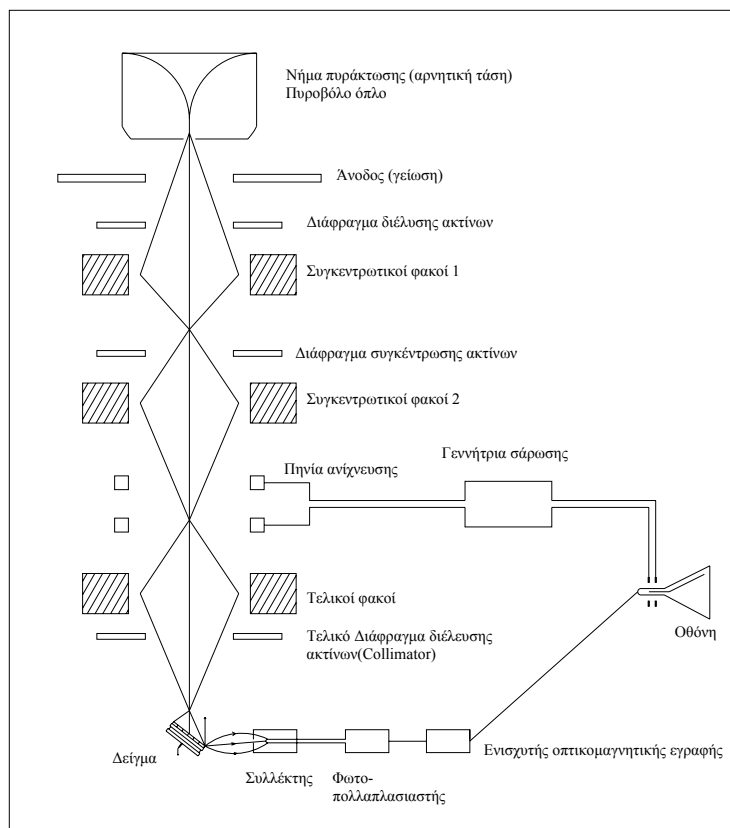 Νήμα πυράκτωσης (αρνητική τάση)
Πυροβόλο όπλο
Άνοδος (γείωση)
Διάφραγμα διέλυσης ακτίνων
Συγκεντρωτικοί φακοί 1
Διάφραγμα συγκέντρωσης ακτίνων
Συγκεντρωτικοί φακοί 2
Πηνία ανίχνευσης
Γεννήτρια σάρωσης
Τελικοί φακοί
Οθόνη
Τελικό Διάφραγμα διέλευσης
ακτίνων(Collimator)
Δείγμα
Συλλέκτης
Φωτο-
πολλαπλασιαστής
Ενισχυτής οπτικομαγνητικής εγραφής